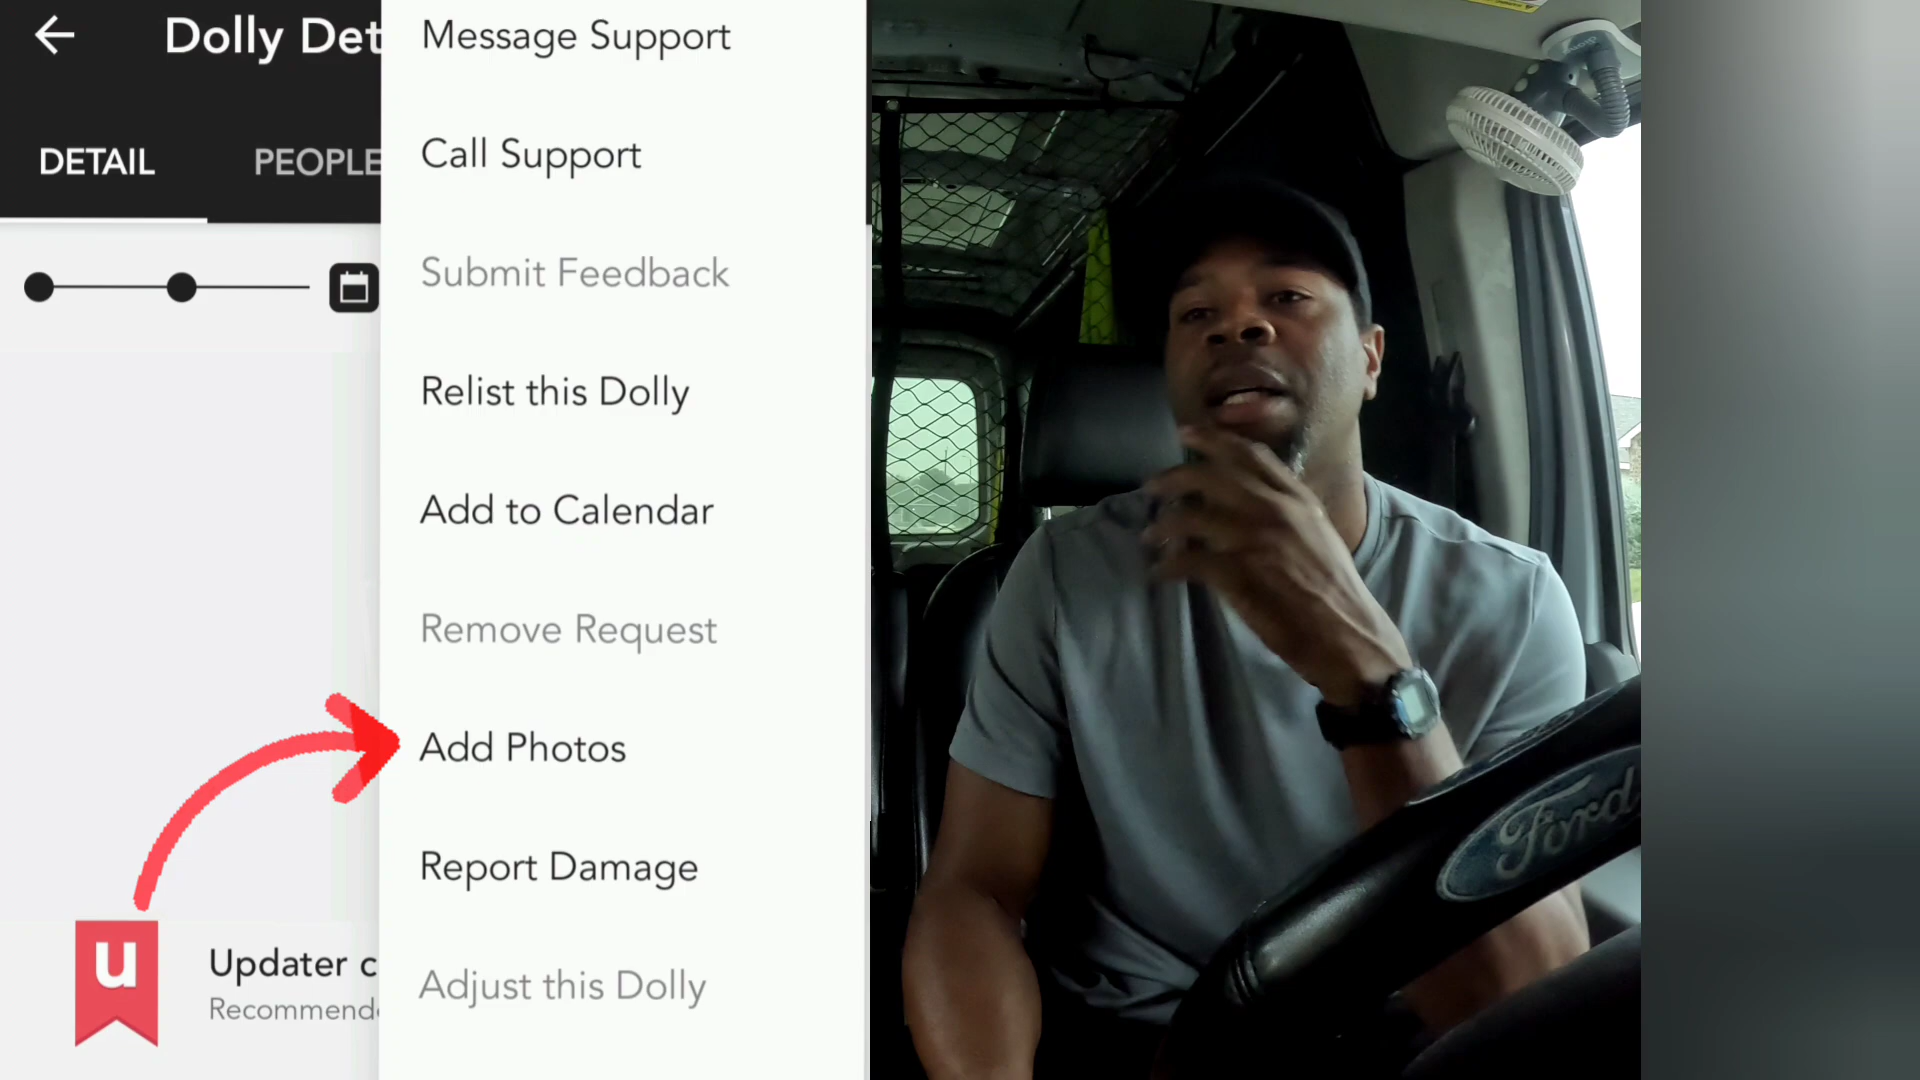 Dolly Det
DETAIL
PEOPLE
Message Support
Call Support
Submit Feedback
Relist this Dolly
Add to Calendar
Remove Request
Add Photos
Report Damage
Adjust this Dolly
u
Updater c
Recommend
Ford